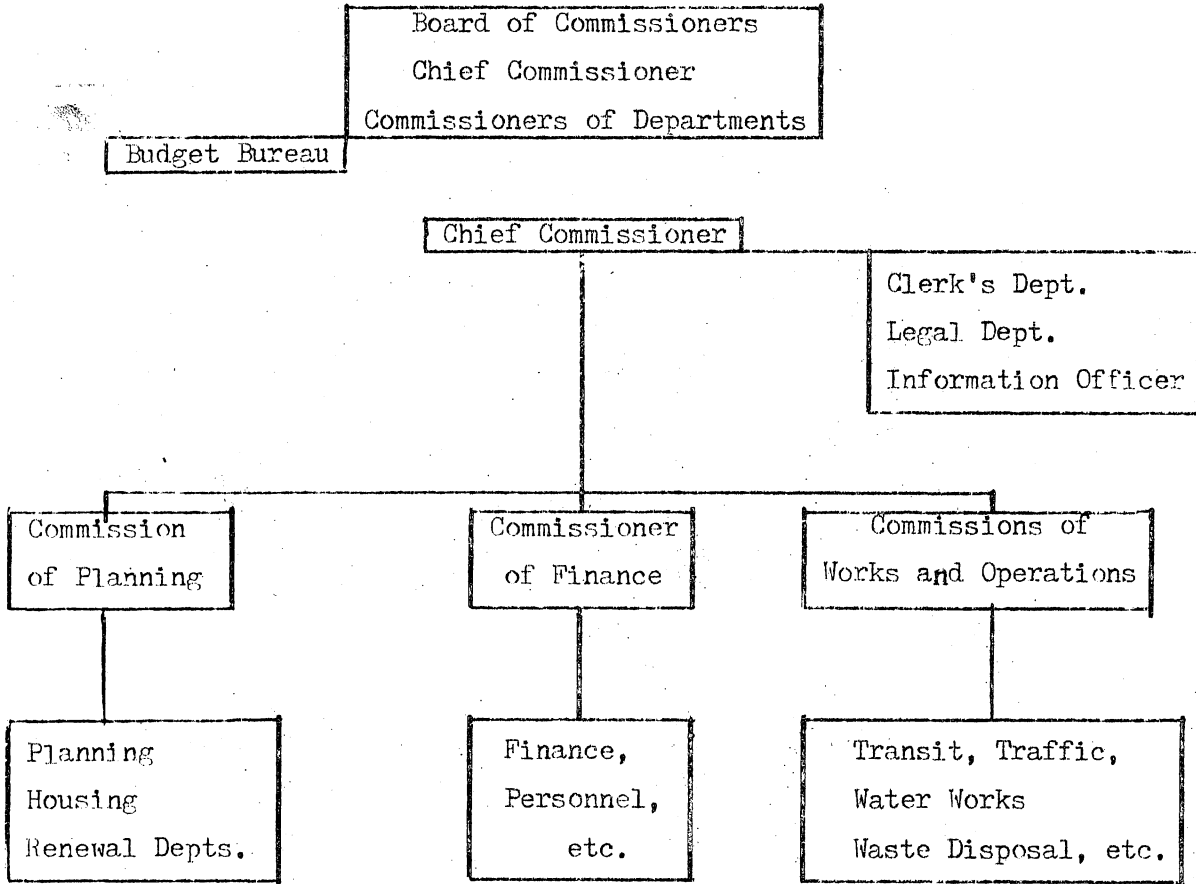 Board of Commissioners
Chief Commissioner
Commissioners of Departments
Budget Bureau
Chief Commissioner
Clerk's Dept.
Legal Dept.
Information Officer
Commission
of Planning
Commissioner
of Finance
Commissions of
Works and Operations
Planning
Housing
Renewal Depts.
Finance,
Personnel,
etc.
Transit, Traffic,
Water Works
Waste Disposal, etc.